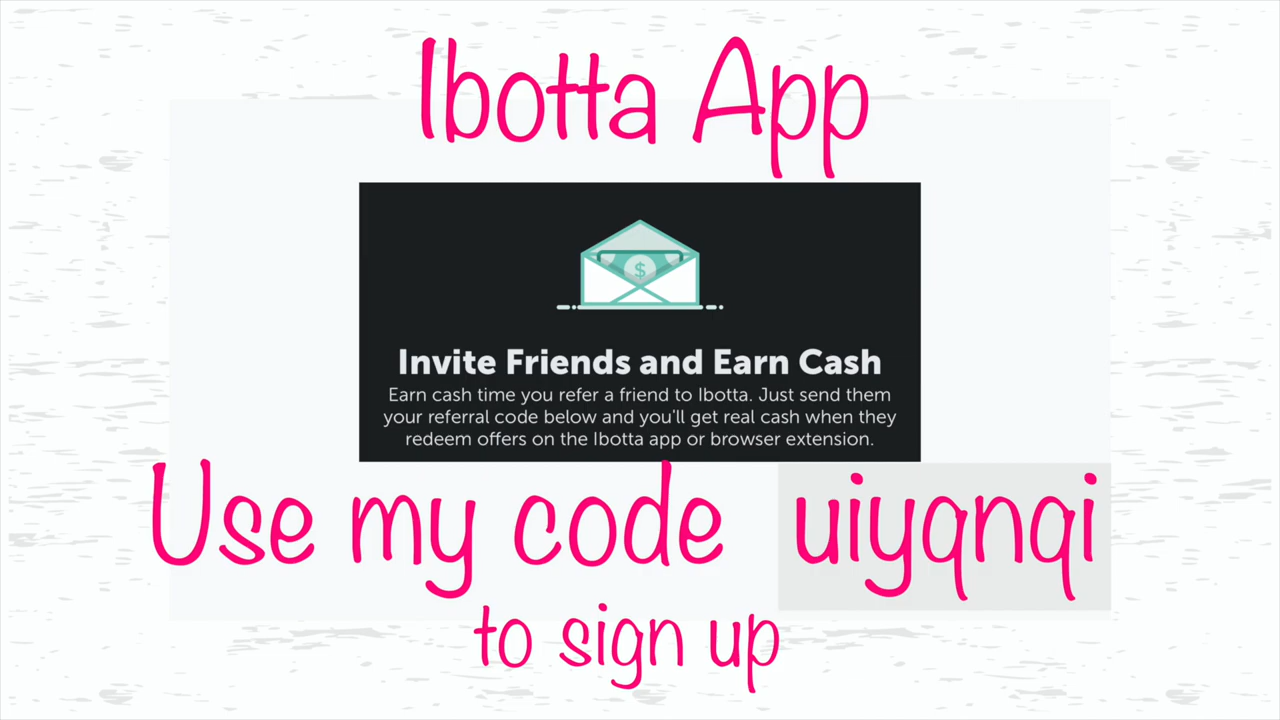 Ibotta App
$
Invite Friends and Earn Cash
Earn cash time you refer a friend to Ibotta. Just send them
your referral code below and you'll get real cash when they
redeem offers on the Ibotta app or browser extension.
Use my code uiyqnqi
to sign up